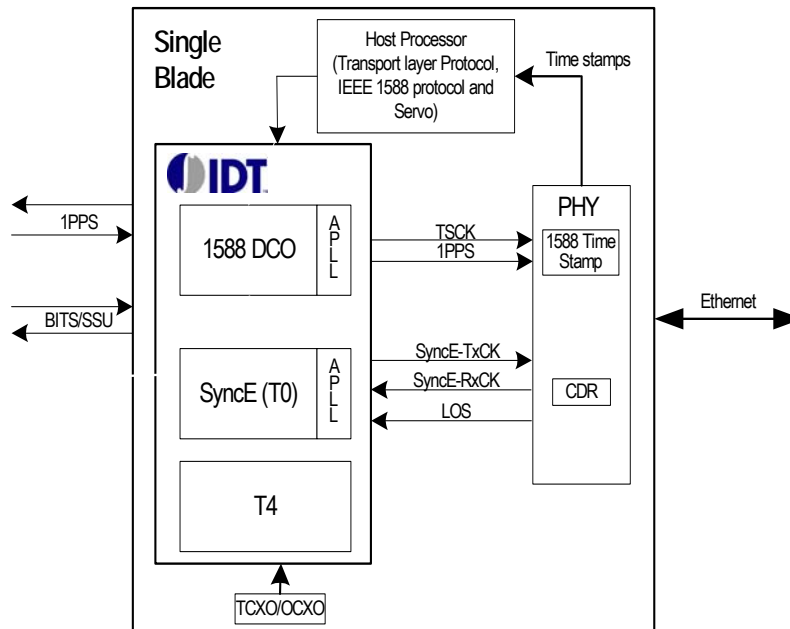 Single
Blade
Host Processor
(Transport layer Protocol,
IEEE 1588 protocol and
Servo)
Time stamps
IDT
1PPS
1588 DCO
APLL
TSCK
1PPS
PHY
1588 Time
Stamp
Ethernet
BITS/SSU
SyncE (T0)
APLL
SyncE-TxCK
SyncE-RxCK
LOS
CDR
T4
TCXO/OCXO